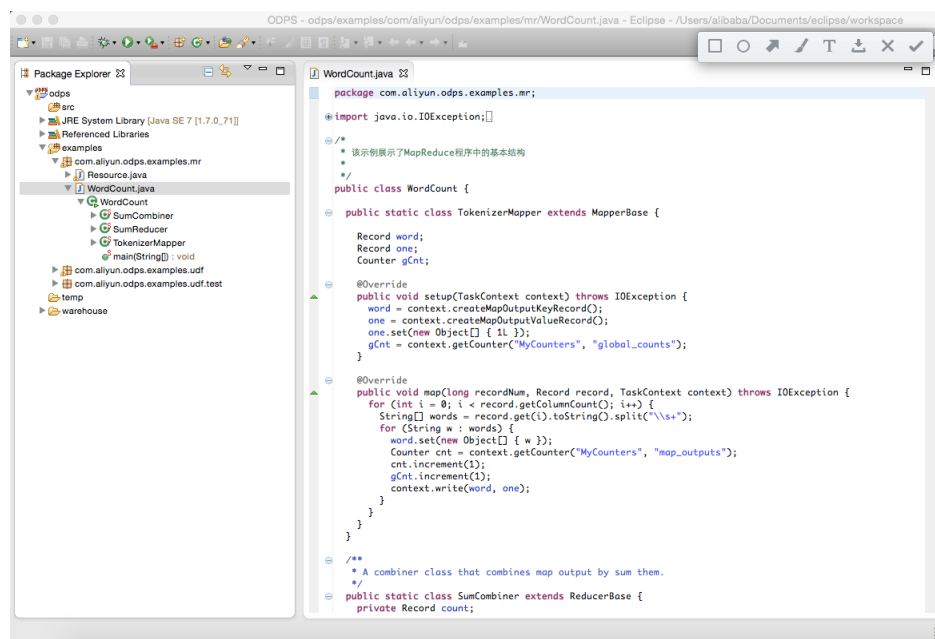 ODPS - odps/examples/com/aliyun/odps/examples/mr/WordCount.java - Eclipse - /Users/alibaba/Documents/eclipse/workspace
T
Package Explorer
odps
src
JRE System Library [Java SE 7 [1.7.0_71]]
Referenced Libraries
examples
com.aliyun.odps.examples.mr
Resource.java
WordCount.java
WordCount
SumCombiner
SumReducer
TokenizerMapper
main(String[]) : void
com.aliyun.odps.examples.udf
com.aliyun.odps.examples.udf.test
temp
warehouse
WordCount.java
package com.aliyun.odps.examples.mr;
import java.io.IOException;
/*
* 该示例展示了MapReduce程序中的基本结构
*
*/
public class WordCount {
public static class TokenizerMapper extends MapperBase {
Record word;
Record one;
Counter gCnt;
@Override
public void setup(TaskContext context) throws IOException {
word = context.createMapOutputKeyRecord();
one = context.createMapOutputValueRecord();
one.set(new Object[] { 1L });
gCnt = context.getCounter("MyCounters", "global_counts");
}
@Override
public void map(long recordNum, Record record, TaskContext context) throws IOException {
for (int i = 0; i < record.getColumnCount(); i++) {
String[] words = record.get(i).toString().split("\\s+");
for (String w : words) {
word.set(new Object[] { w });
Counter cnt = context.getCounter("MyCounters", "map_outputs");
cnt.increment(1);
gCnt.increment(1);
context.write(word, one);
}
}
}
}
/**
* A combiner class that combines map output by sum them.
*/
public static class SumCombiner extends ReducerBase {
private Record count;